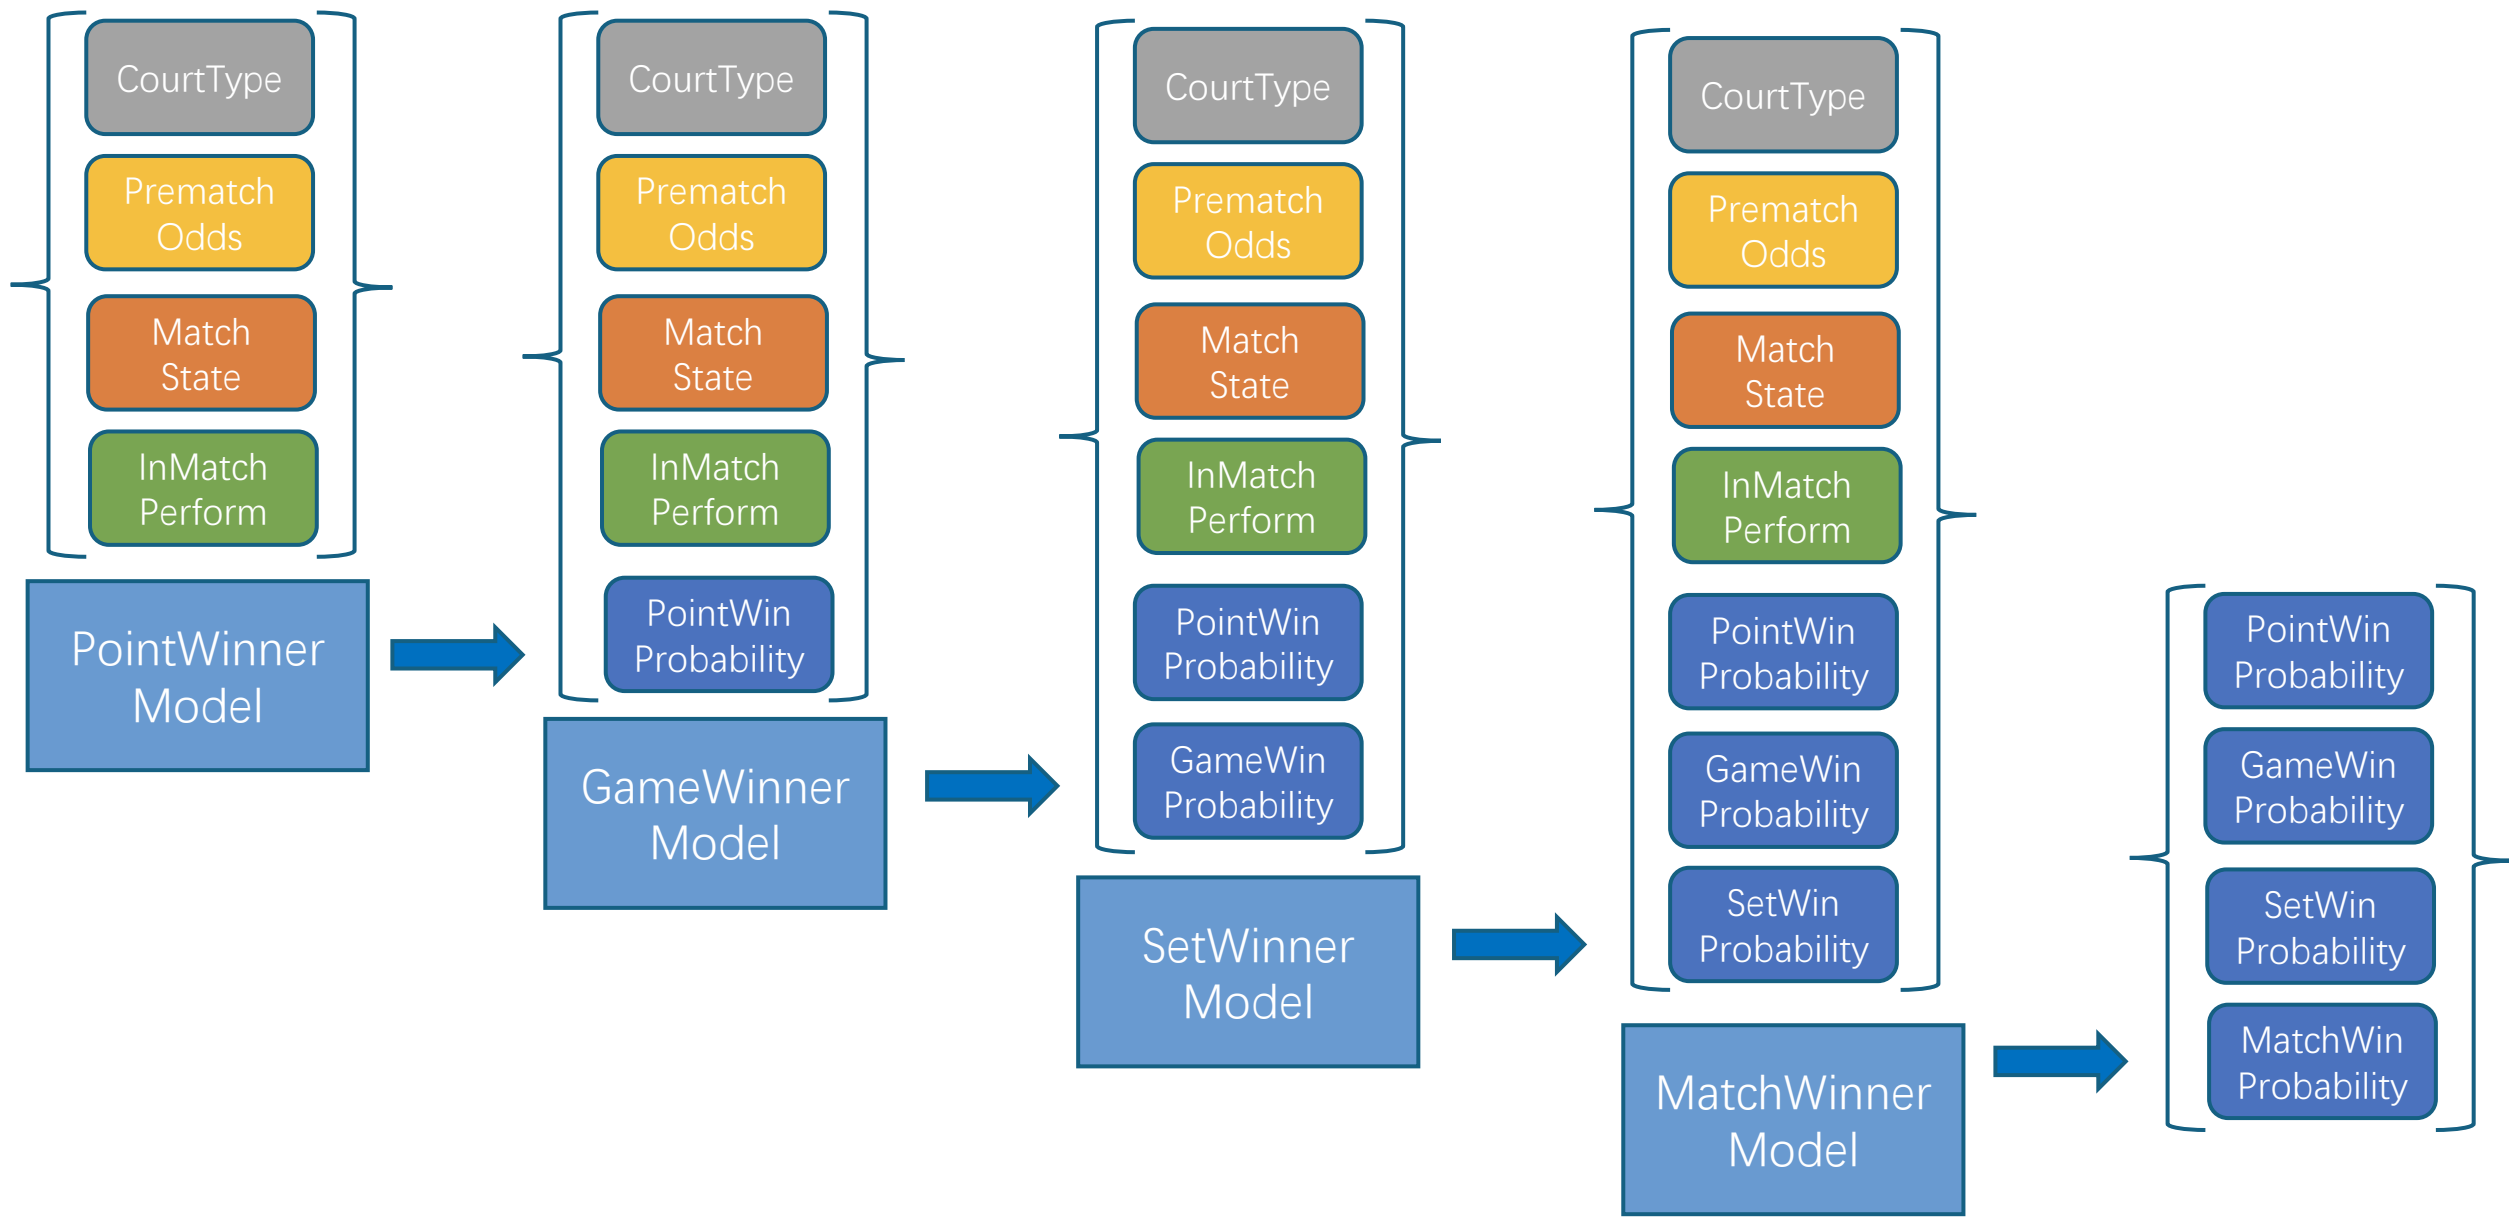 CourtType
Prematch
Odds
Match
State
InMatch
Perform
PointWinner
Model
CourtType
Prematch
Odds
Match
State
InMatch
Perform
PointWin
Probability
GameWinner
Model
CourtType
Prematch
Odds
Match
State
InMatch
Perform
PointWin
Probability
GameWin
Probability
SetWinner
Model
CourtType
Prematch
Odds
Match
State
InMatch
Perform
PointWin
Probability
GameWin
Probability
SetWin
Probability
MatchWinner
Model
PointWin
Probability
GameWin
Probability
SetWin
Probability
MatchWin
Probability